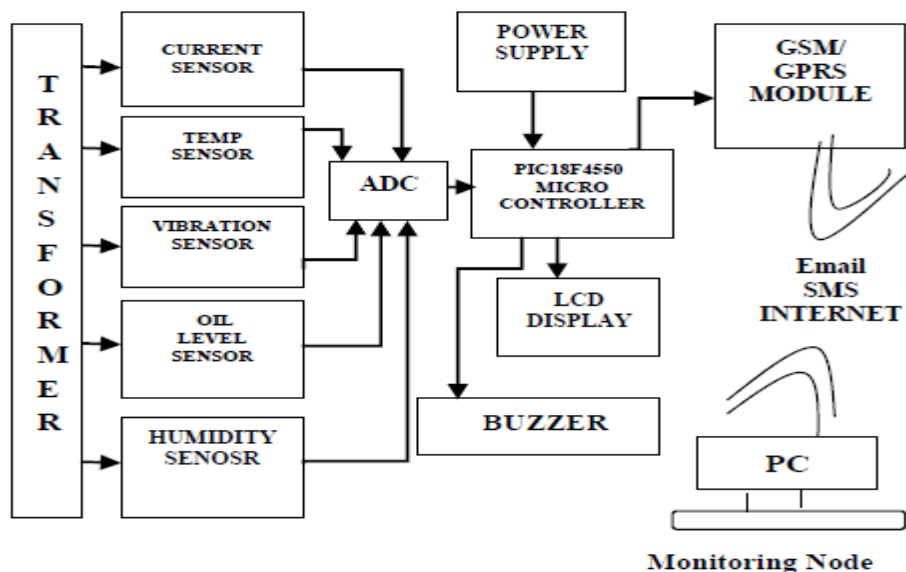 TRANSFORMER
CURRENT
SENSOR
TEMP
SENSOR
VIBRATION
SENSOR
OIL
LEVEL
SENSOR
HUMIDITY
SENOSR
ADC
POWER
SUPPLY
PIC18F4550
MICRO
CONTROLLER
LCD
DISPLAY
BUZZER
GSM/
GPRS
MODULE
Email
SMS
INTERNET
PC
Monitoring Node